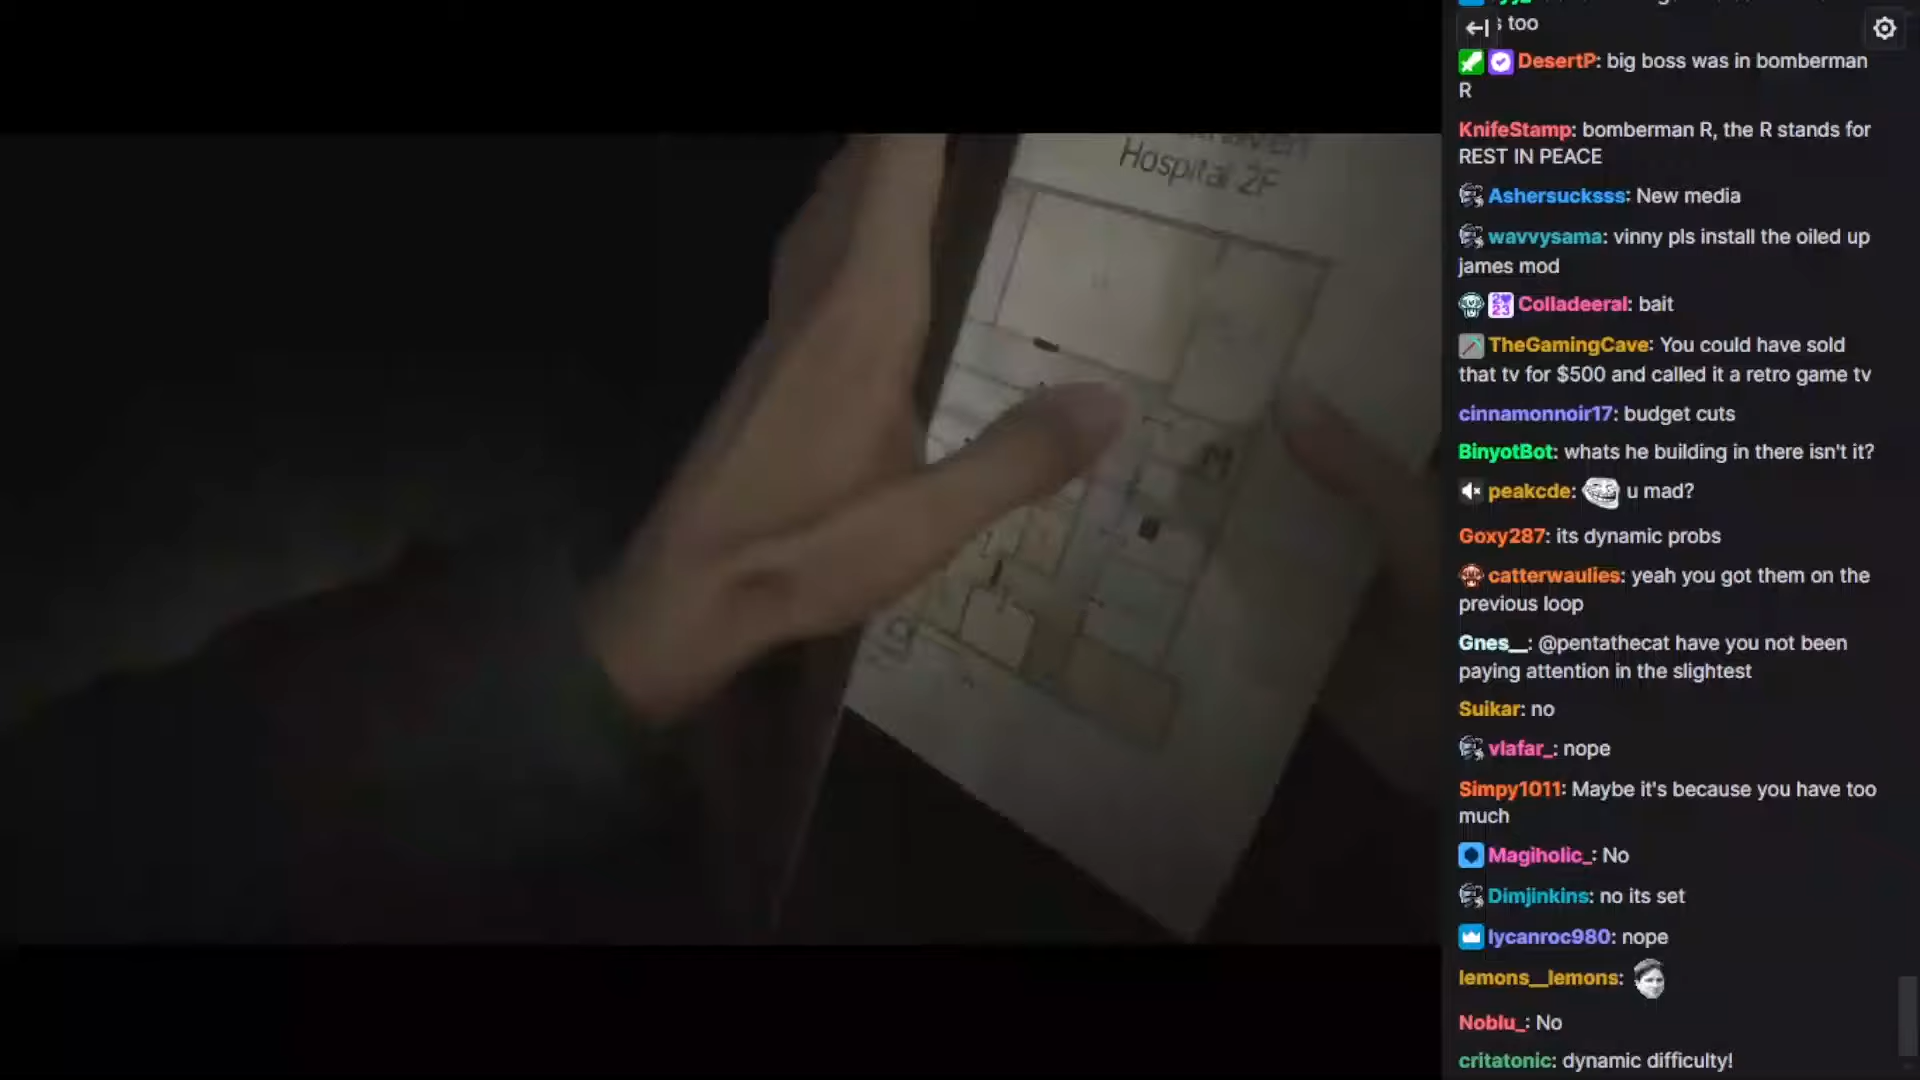 Hospital 2F
M
s too
DesertP: big boss was in bomberman
R
KnifeStamp: bomberman R, the R stands for
REST IN PEACE
Ashersucksss: New media
wavvysama: vinny pls install the oiled up
james mod
Colladeeral: bait
TheGamingCave: You could have sold
that tv for $500 and called it a retro game tv
cinnamonnoir17: budget cuts
BinyotBot: whats he building in there isn't it?
peakcde: u mad?
Goxy287: its dynamic probs
catterwaulies: yeah you got them on the
previous loop
Gnes__: @pentathecat have you not been
paying attention in the slightest
Suikar: no
vlafar_: nope
Simpy1011: Maybe it's because you have too
much
Magiholic_: No
Dimjinkins: no its set
lycanroc980: nope
lemons__lemons:
Noblu_: No
critatonic: dynamic difficulty!